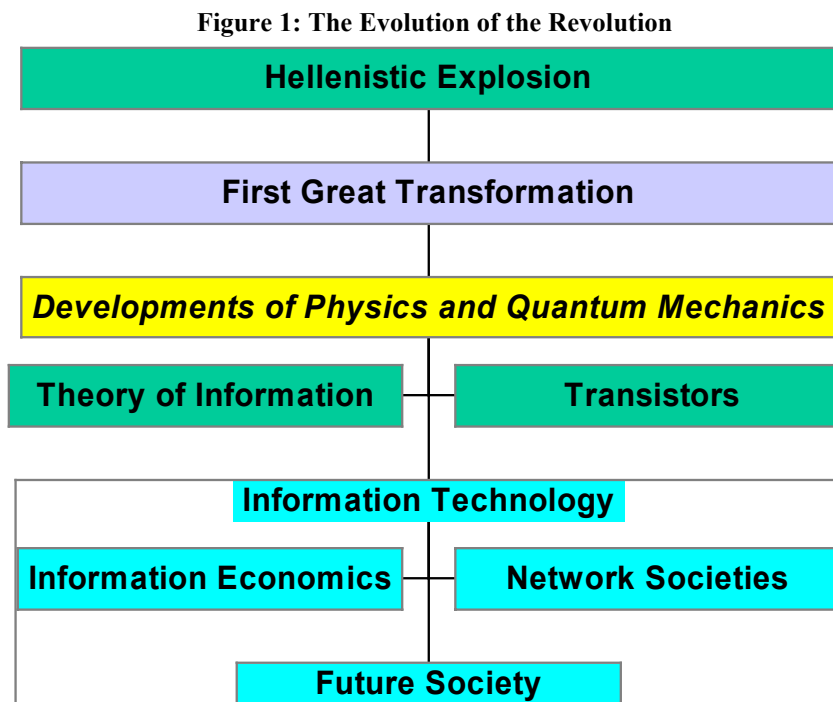 Figure 1: The Evolution of the Revolution
Hellenistic Explosion
First Great Transformation
Developments of Physics and Quantum Mechanics
Theory of Information
Transistors
Information Technology
Information Economics
Network Societies
Future Society